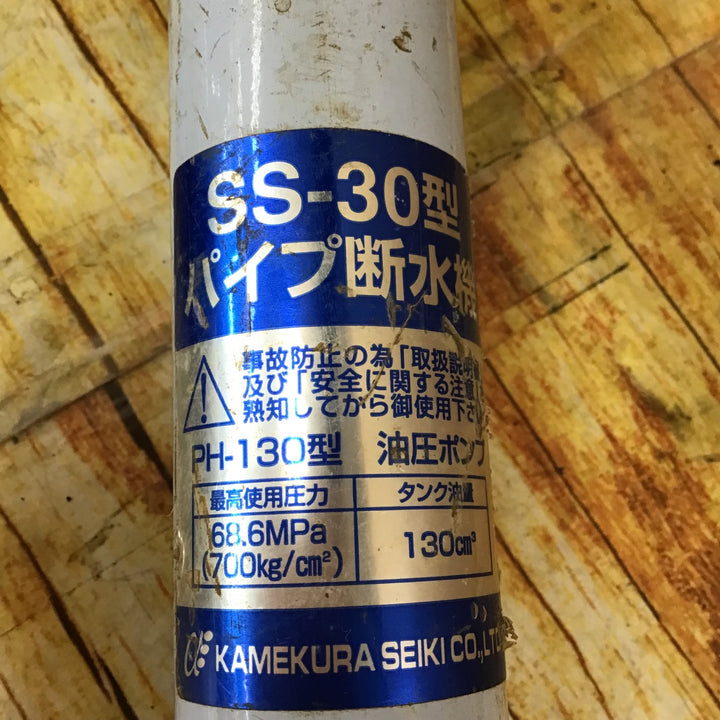 SS-30型
パイプ断水機
事故防止の為「取扱説明
及び「安全に関する注意
熟知してから御使用下さ
PH-130型 油圧ポンプ
最高使用圧力 タンク油量
68.6MPa
(700kg/cm²) 130cm³
KAMEKURA SEIKI CO.,LTD